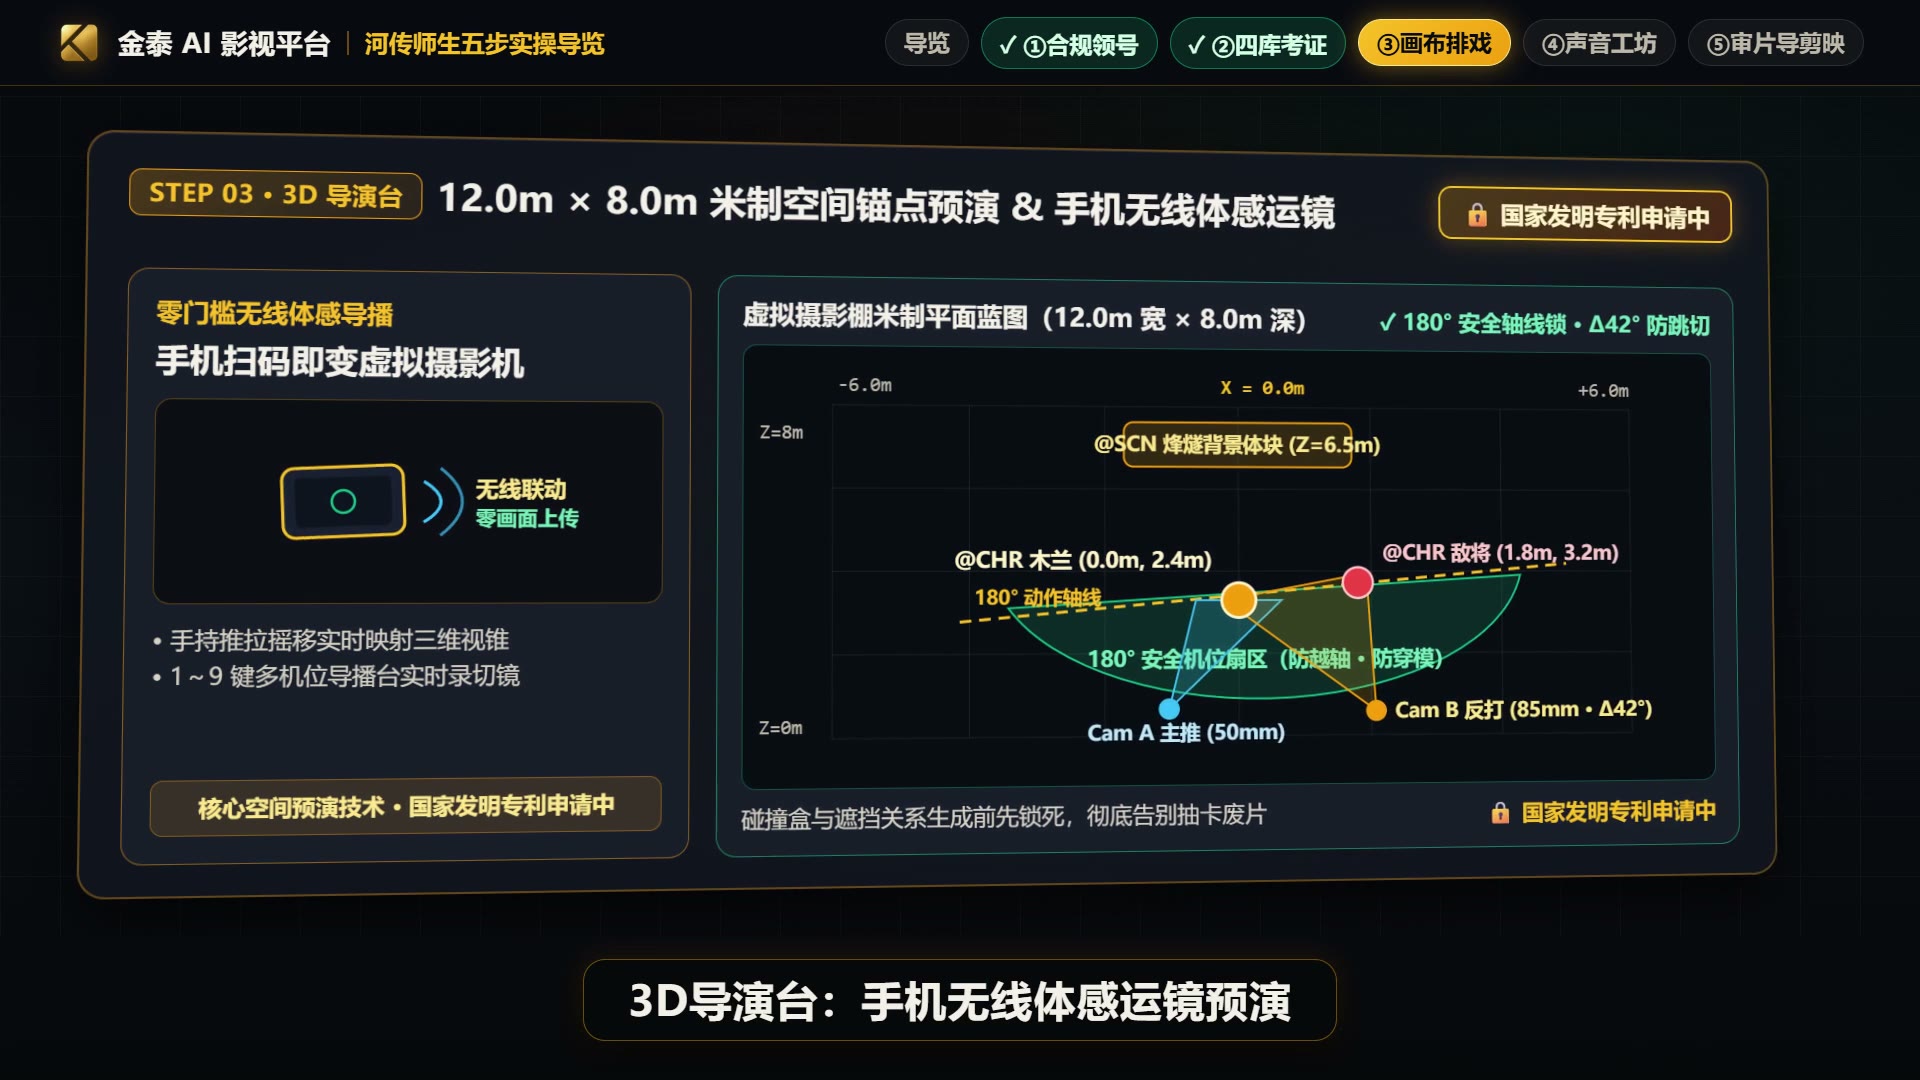 金泰 AI 影视平台 | 河传师生五步实操导览
导览
✓ ①合规领号
✓ ②四库考证
③画布排戏
④声音工坊
⑤审片导剪映
STEP 03 · 3D 导演台
12.0m × 8.0m 米制空间锚点预演 & 手机无线体感运镜
🔒 国家发明专利申请中
零门槛无线体感导播
手机扫码即变虚拟摄影机
无线联动
零画面上传
• 手持推拉摇移实时映射三维视锥
• 1～9 键多机位导播台实时录切镜
核心空间预演技术 · 国家发明专利申请中
虚拟摄影棚米制平面蓝图（12.0m 宽 × 8.0m 深）
✓ 180° 安全轴线锁 · Δ42° 防跳切
-6.0m
X = 0.0m
+6.0m
Z=8m
@SCN 烽燧背景体块 (Z=6.5m)
@CHR 木兰 (0.0m, 2.4m)
@CHR 敌将 (1.8m, 3.2m)
180° 动作轴线
180° 安全机位扇区（防越轴 · 防穿模）
Z=0m
Cam A 主推 (50mm)
Cam B 反打 (85mm · Δ42°)
碰撞盒与遮挡关系生成前先锁死，彻底告别抽卡废片
🔒 国家发明专利申请中
3D导演台：手机无线体感运镜预演